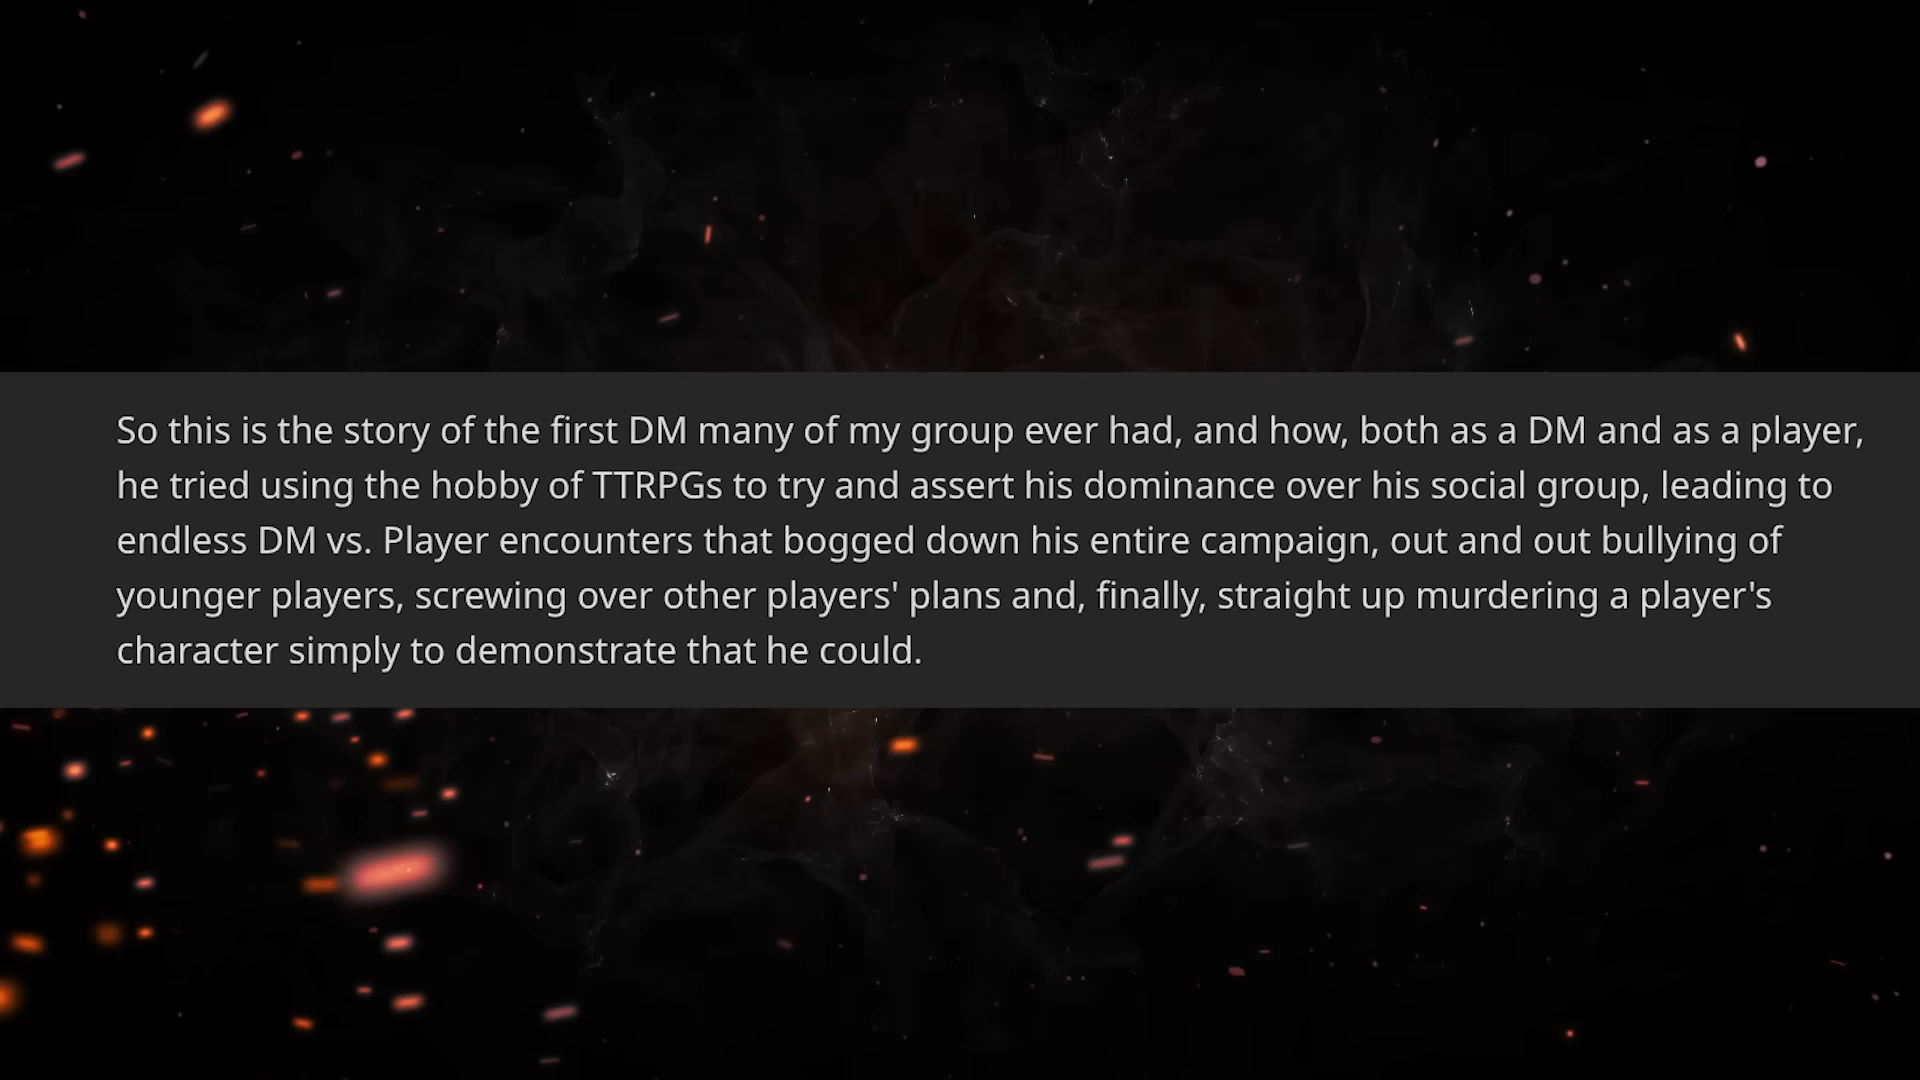 So this is the story of the first DM many of my group ever had, and how, both as a DM and as a player,
he tried using the hobby of TTRPGs to try and assert his dominance over his social group, leading to
endless DM vs. Player encounters that bogged down his entire campaign, out and out bullying of
younger players, screwing over other players' plans and, finally, straight up murdering a player's
character simply to demonstrate that he could.